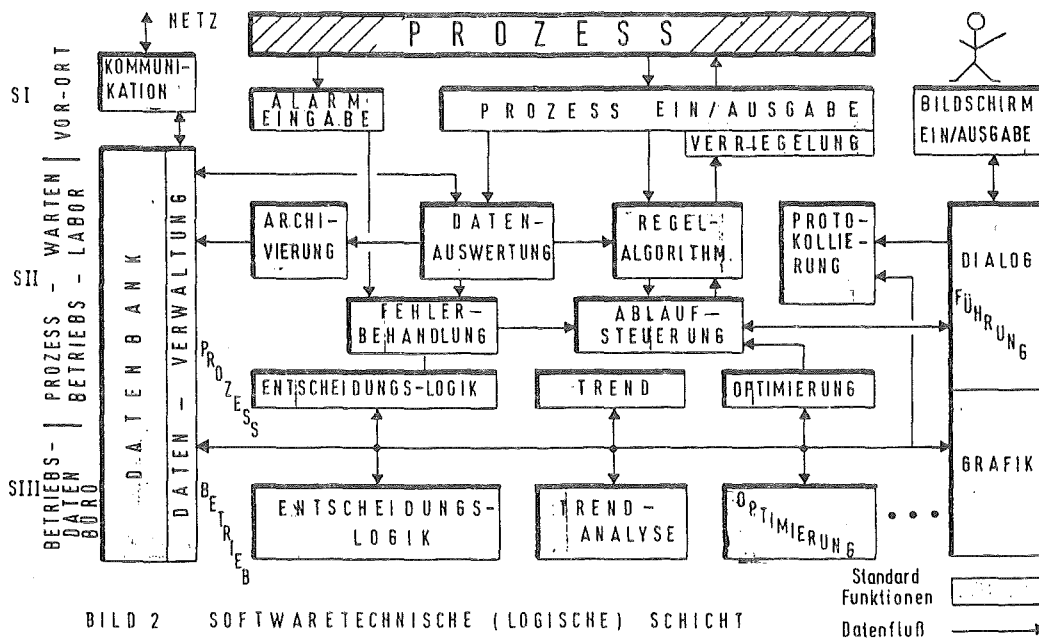 NETZ
PROZESS
KOMMUNI-
KATION
ALARM-
EINGABE
PROZESS EIN/AUSGABE
VERRIEGELUNG
BILDSCHIRM
EIN/AUSGABE
SI
VOR-ORT
SII
PROZESS - WARTEN
BETRIEBS - LABOR
SIII
BETRIEBS-
DATEN
BÜRO
DATENBANK
DATEN - VERWALTUNG
ARCHI-
VIERUNG
DATEN-
AUSWERTUNG
REGEL-
ALGORITHM.
PROTO-
KOLLIE-
RUNG
DIALOG
FÜHRUNG
FEHLER-
BEHANDLUNG
ABLAUF-
STEUERUNG
PROZESS
ENTSCHEIDUNGS-LOGIK
TREND
OPTIMIERUNG
GRAFIK
BETRIEB
ENTSCHEIDUNGS-
LOGIK
TREND-
ANALYSE
OPTIMIERUNG
...
Standard
Funktionen
Datenfluß
BILD 2 SOFTWARETECHNISCHE (LOGISCHE) SCHICHT